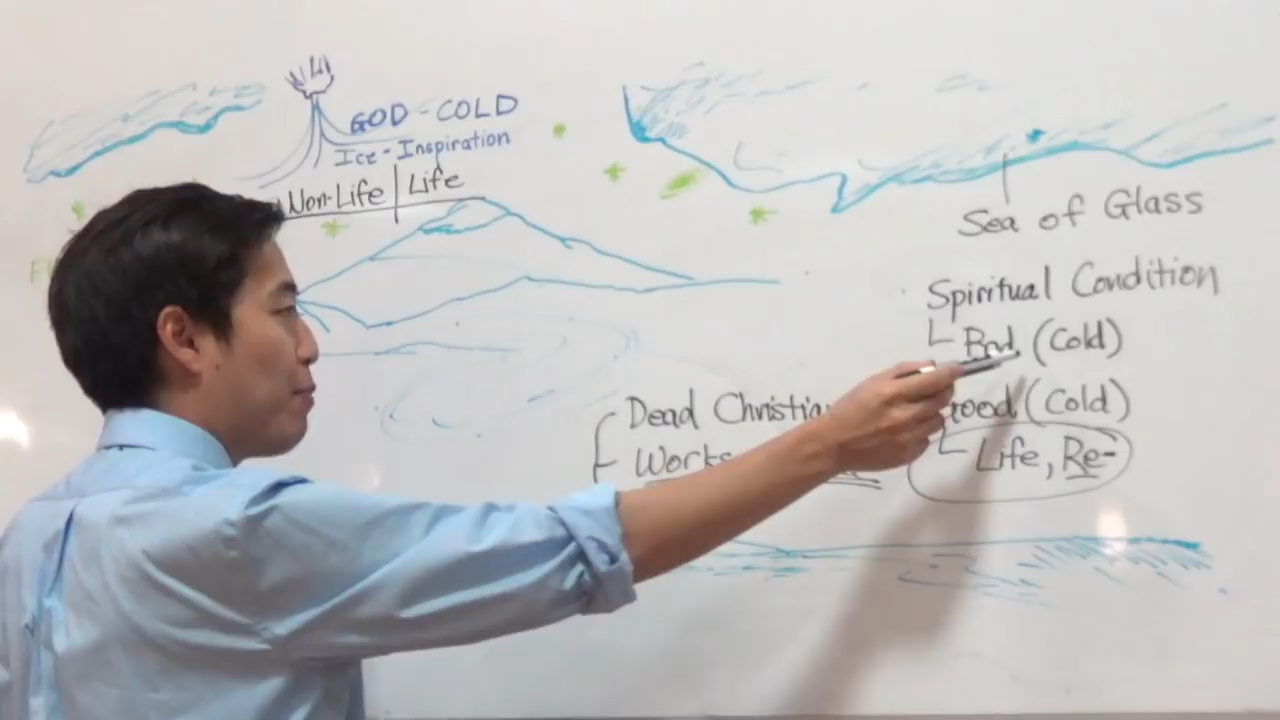 GOD - COLD
Ice - Inspiration
Non-Life | Life
Sea of Glass
Spiritual Condition
Bad (Cold)
(Cold)
Life, Re-
Dead
Works